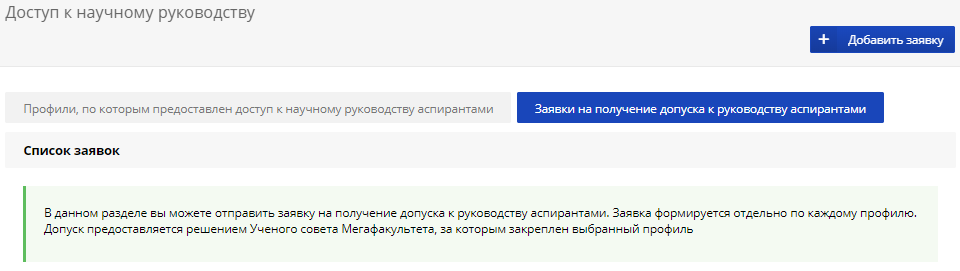 Доступ к научному руководству
+ Добавить заявку
Профили, по которым предоставлен доступ к научному руководству аспирантами
Заявки на получение допуска к руководству аспирантами
Список заявок
В данном разделе вы можете отправить заявку на получение допуска к руководству аспирантами. Заявка формируется отдельно по каждому профилю.
Допуск предоставляется решением Ученого совета Мегафакультета, за которым закреплен выбранный профиль